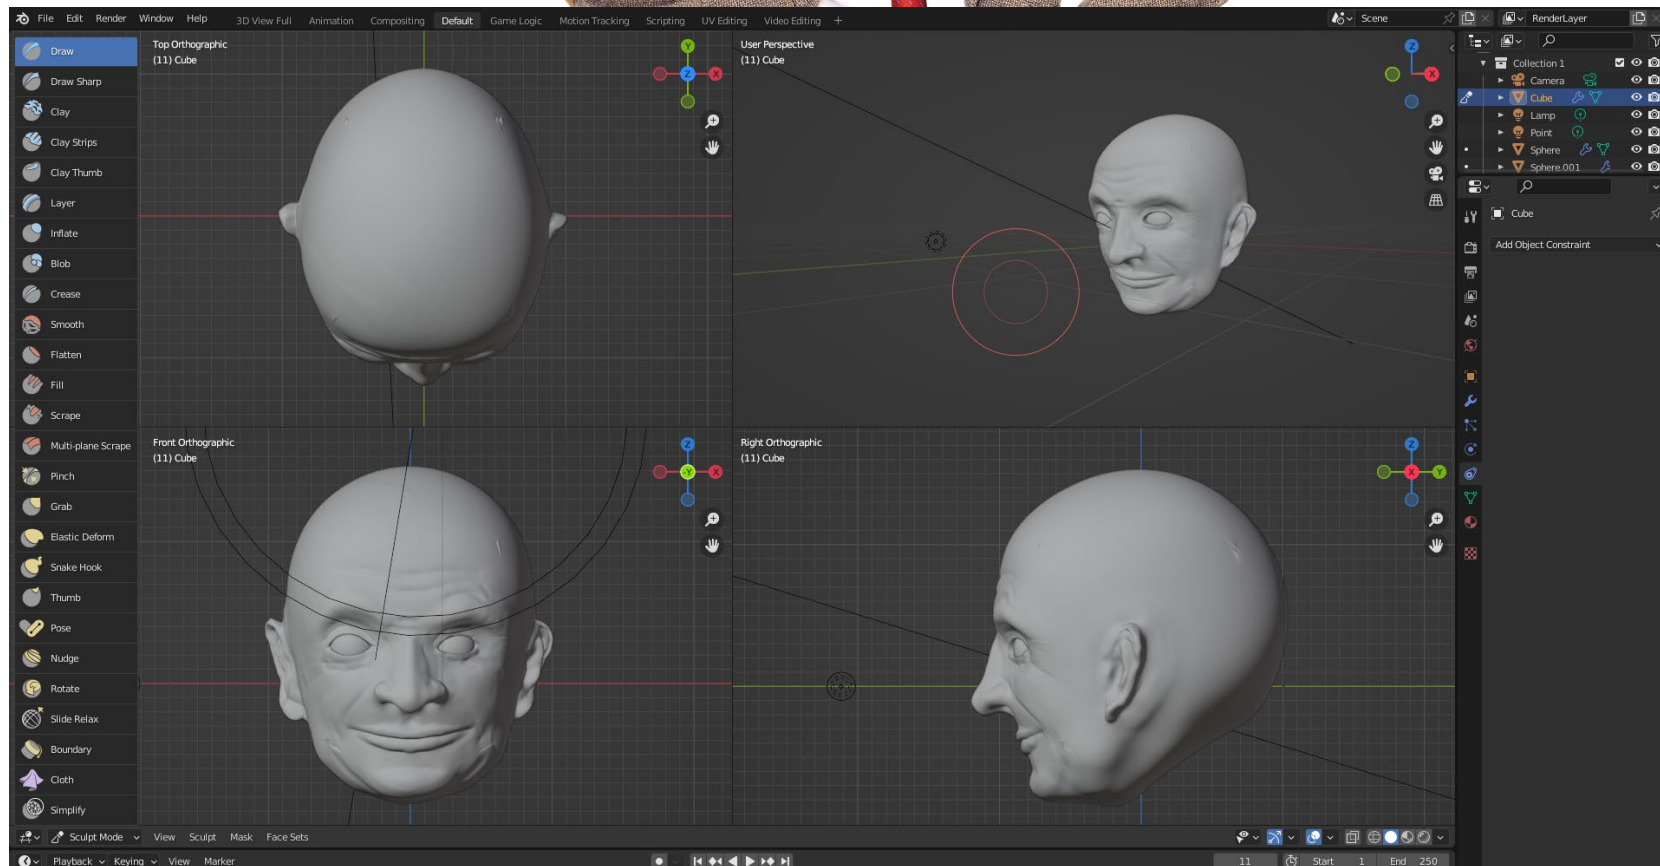 File Edit Render Window Help 3D View Full Animation Compositing Default Game Logic Motion Tracking Scripting UV Editing Video Editing + Scene RenderLayer
Draw
Draw Sharp
Clay
Clay Strips
Clay Thumb
Layer
Inflate
Blob
Crease
Smooth
Flatten
Fill
Scrape
Multi-plane Scrape
Pinch
Grab
Elastic Deform
Snake Hook
Thumb
Pose
Nudge
Rotate
Slide Relax
Boundary
Cloth
Simplify
Top Orthographic
(11) Cube
Y
Z X
User Perspective
(11) Cube
Z
X
Front Orthographic
(11) Cube
Z
-Y X
Right Orthographic
(11) Cube
Z
X Y
Collection 1
Camera
Cube
Lamp
Point
Sphere
Sphere.001
Cube
Add Object Constraint
Sculpt Mode View Sculpt Mask Face Sets
Playback Keying View Marker 11 Start 1 End 250